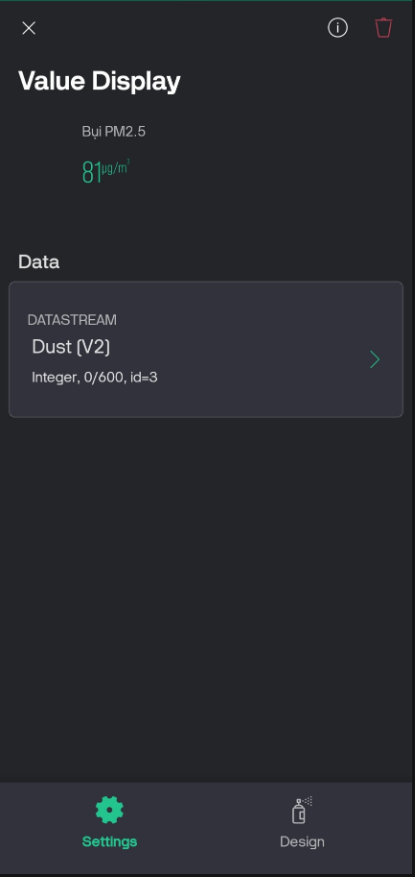 Value Display
Bụi PM2.5
81µg/m³
Data
DATASTREAM
Dust (V2)
Integer, 0/600, id=3
Settings
Design